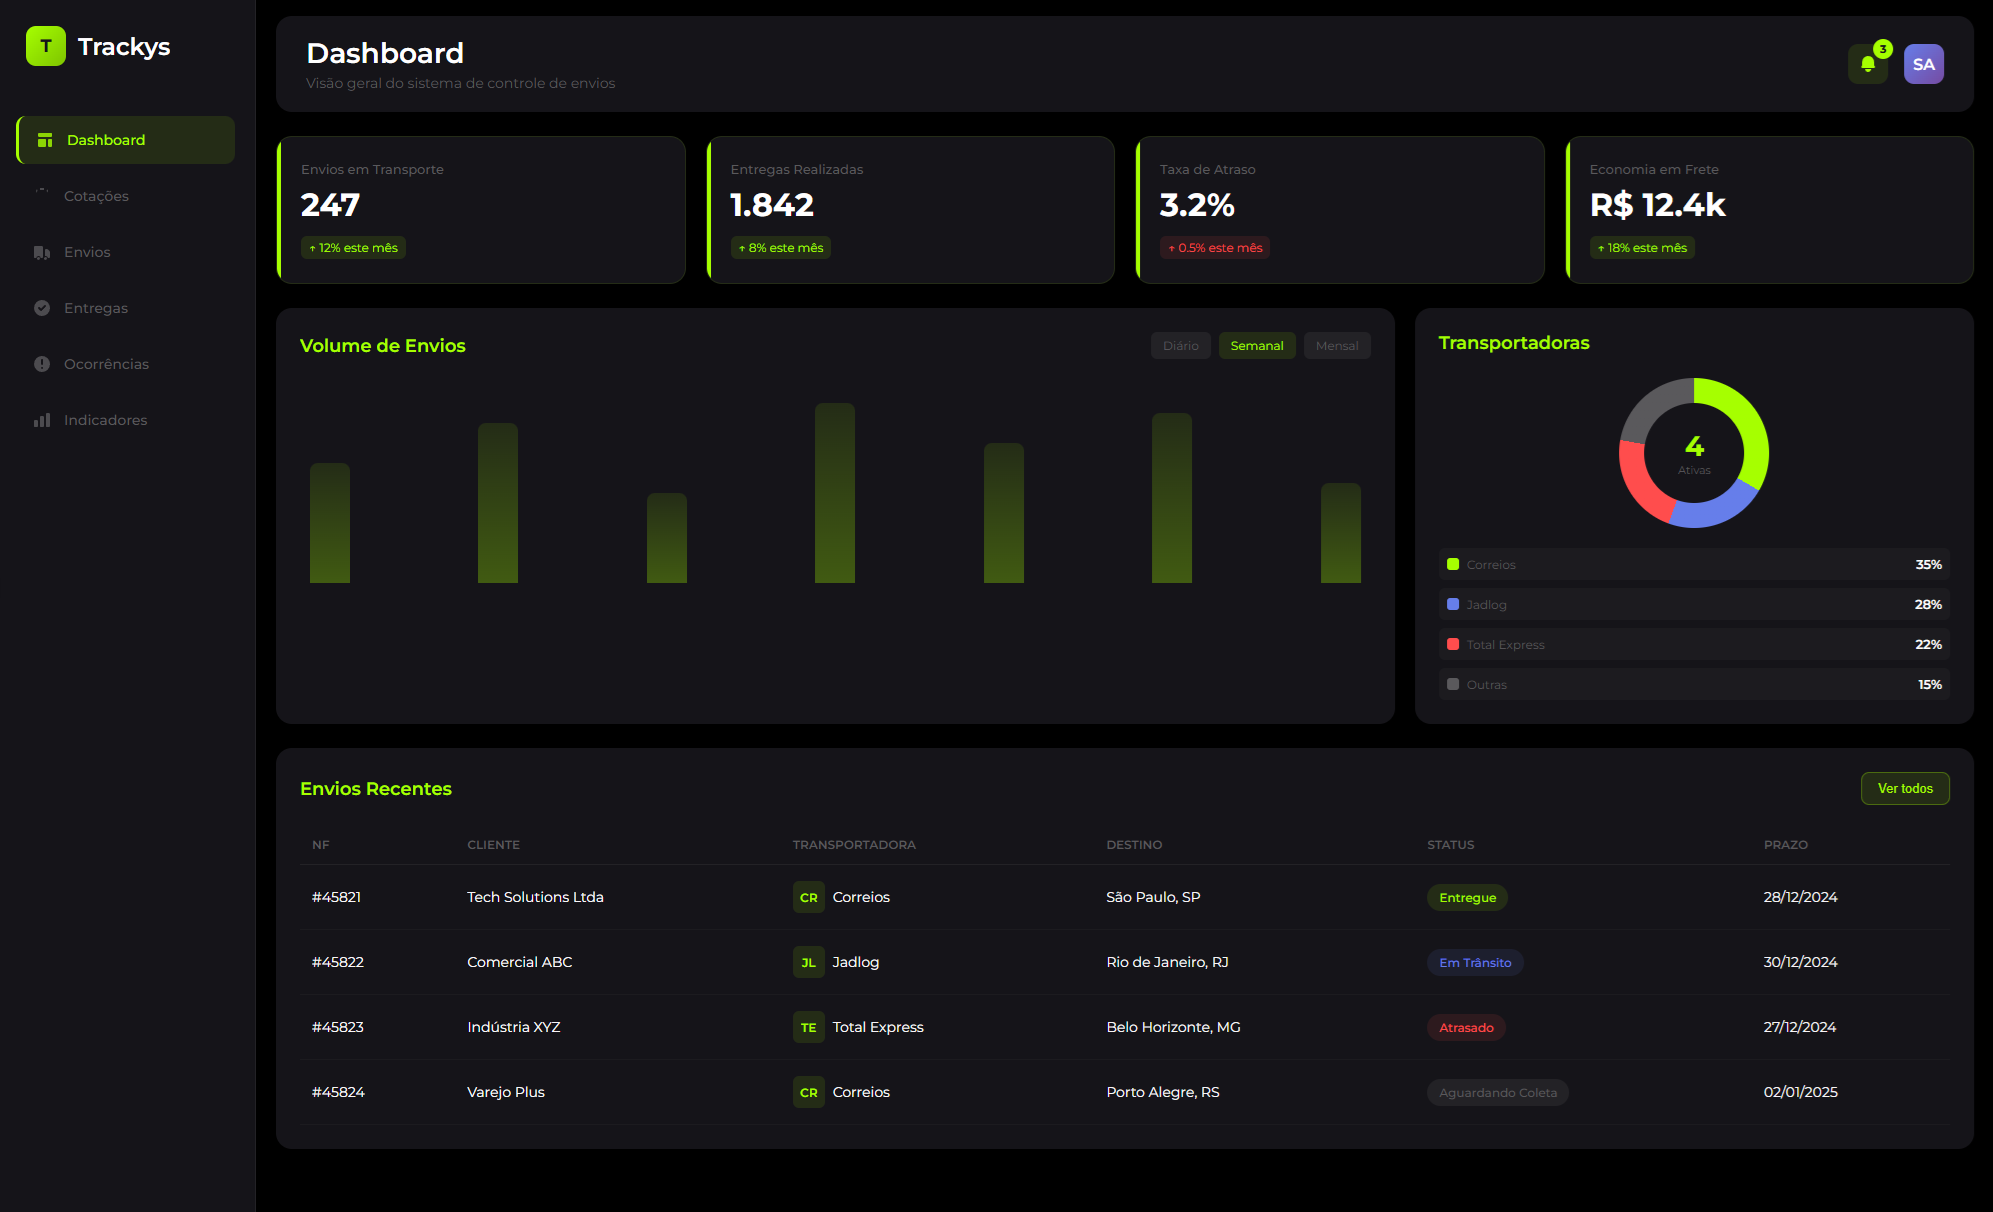 T Trackys
Dashboard
Cotações
Envios
Entregas
Ocorrências
Indicadores
Dashboard
Visão geral do sistema de controle de envios
3
SA
Envios em Transporte
247
↑ 12% este mês
Entregas Realizadas
1.842
↑ 8% este mês
Taxa de Atraso
3.2%
↑ 0.5% este mês
Economia em Frete
R$ 12.4k
↑ 18% este mês
Volume de Envios
Diário Semanal Mensal
Transportadoras
4
Ativas
Correios 35%
Jadlog 28%
Total Express 22%
Outras 15%
Envios Recentes
Ver todos
NF CLIENTE TRANSPORTADORA DESTINO STATUS PRAZO
#45821 Tech Solutions Ltda CR Correios São Paulo, SP Entregue 28/12/2024
#45822 Comercial ABC JL Jadlog Rio de Janeiro, RJ Em Trânsito 30/12/2024
#45823 Indústria XYZ TE Total Express Belo Horizonte, MG Atrasado 27/12/2024
#45824 Varejo Plus CR Correios Porto Alegre, RS Aguardando Coleta 02/01/2025